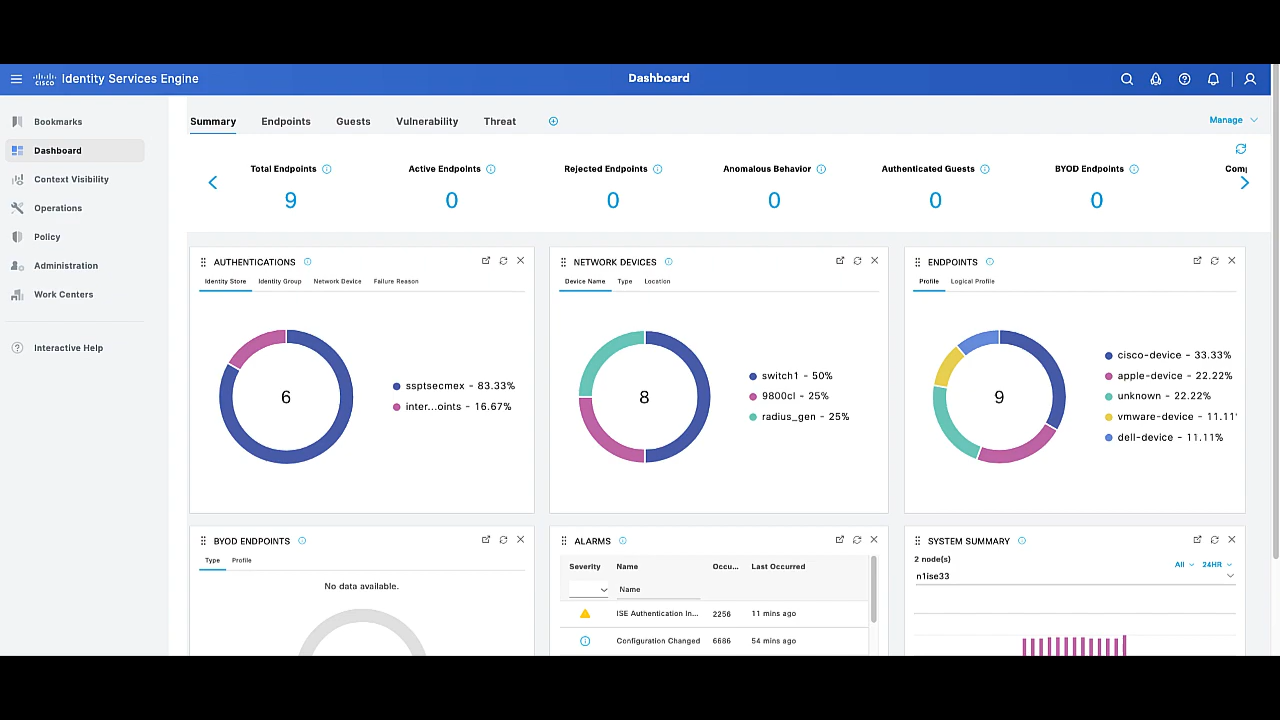 cisco Identity Services Engine
Dashboard
Bookmarks
Dashboard
Context Visibility
Operations
Policy
Administration
Work Centers
Interactive Help
Summary Endpoints Guests Vulnerability Threat
Manage
Total Endpoints
9
Active Endpoints
0
Rejected Endpoints
0
Anomalous Behavior
0
Authenticated Guests
0
BYOD Endpoints
0
AUTHENTICATIONS
Identity Store Identity Group Network Device Failure Reason
6
ssptsecmex - 83.33%
inter...oints - 16.67%
NETWORK DEVICES
Device Name Type Location
8
switch1 - 50%
9800cl - 25%
radius_gen - 25%
ENDPOINTS
Profile Logical Profile
9
cisco-device - 33.33%
apple-device - 22.22%
unknown - 22.22%
vmware-device - 11.11
dell-device - 11.11%
BYOD ENDPOINTS
Type Profile
No data available.
ALARMS
Severity Name Occu... Last Occurred
Name
ISE Authentication In... 2256 11 mins ago
Configuration Changed 6686 54 mins ago
SYSTEM SUMMARY
2 node(s)
All 24HR
n1ise33